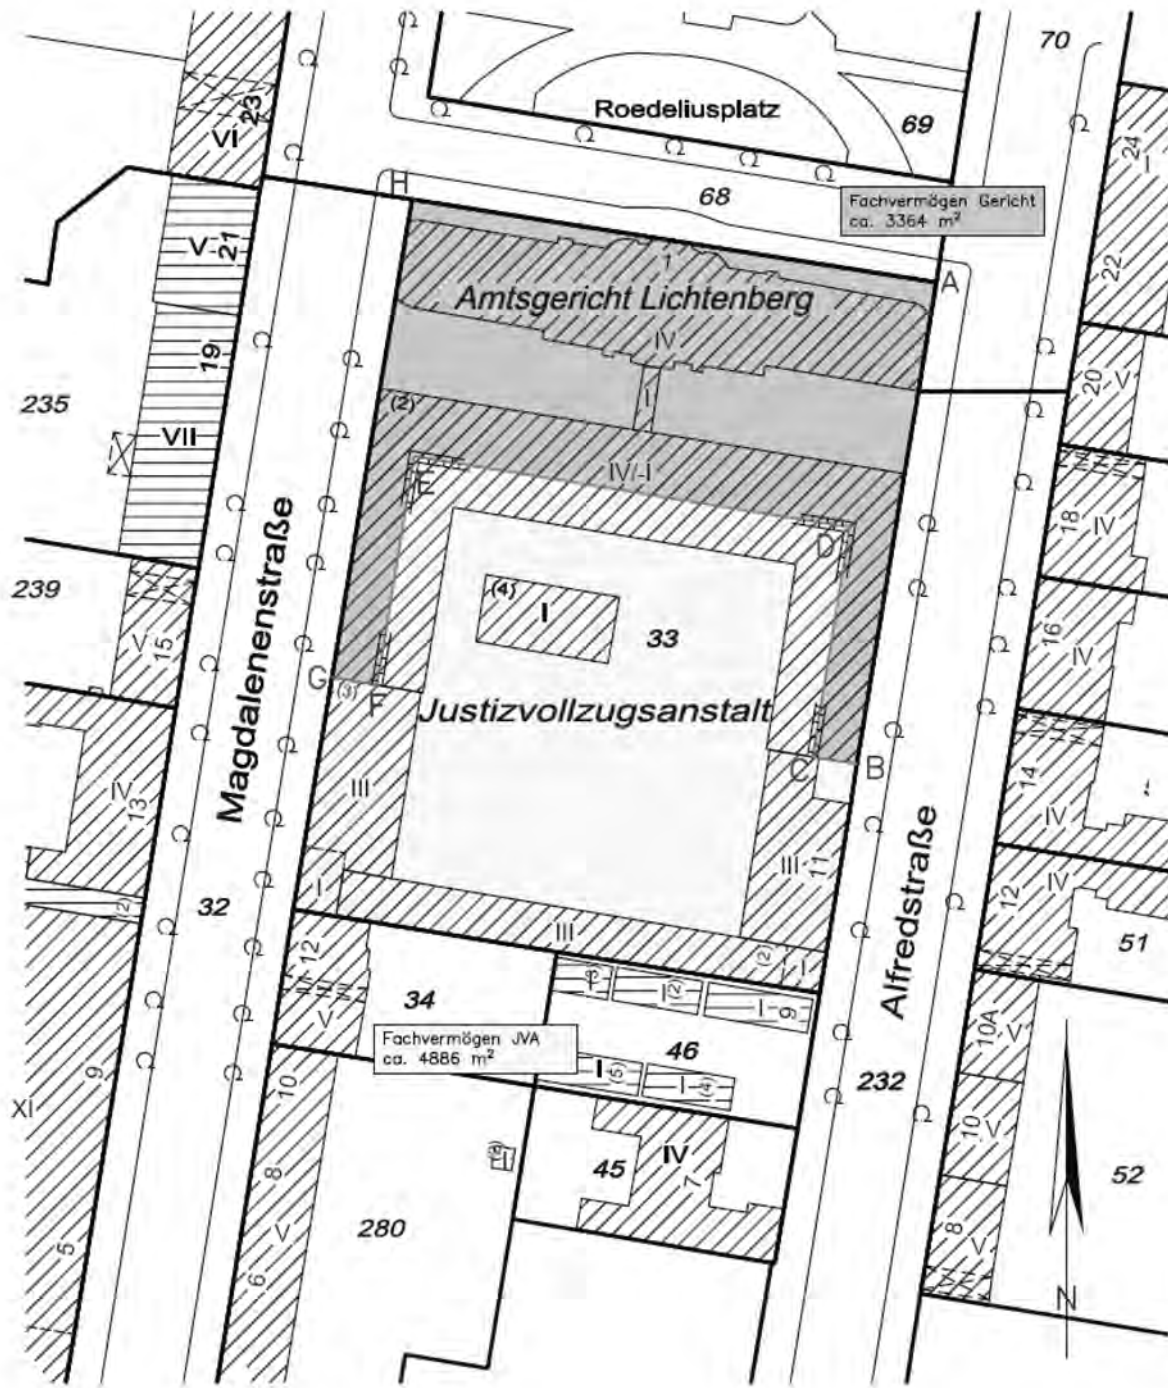 70
Roedeliusplatz
69
23
VI
24
I
H
68
Fachvermögen Gericht
ca. 3364 m²
V
21
1
22
A
Amtsgericht Lichtenberg
IV
19
I
20
V
235
(2)
VII
IV/-I
E
18
IV
D
239
(4)
I
33
V
15
16
IV
G
(3)
F
Justizvollzugsanstalt
Magdalenenstraße
C
B
14
IV
III
IV
13
III
11
Alfredstraße
IV
12
I
(2)
32
III
51
12
(2)
I
V
34
I
(2)
I
9
10A
V
Fachvermögen JVA
ca. 4886 m²
46
I
(5)
I
(4)
232
9
10
XI
10
V
IV
45
7
52
8
280
V
8
V
5
6
N